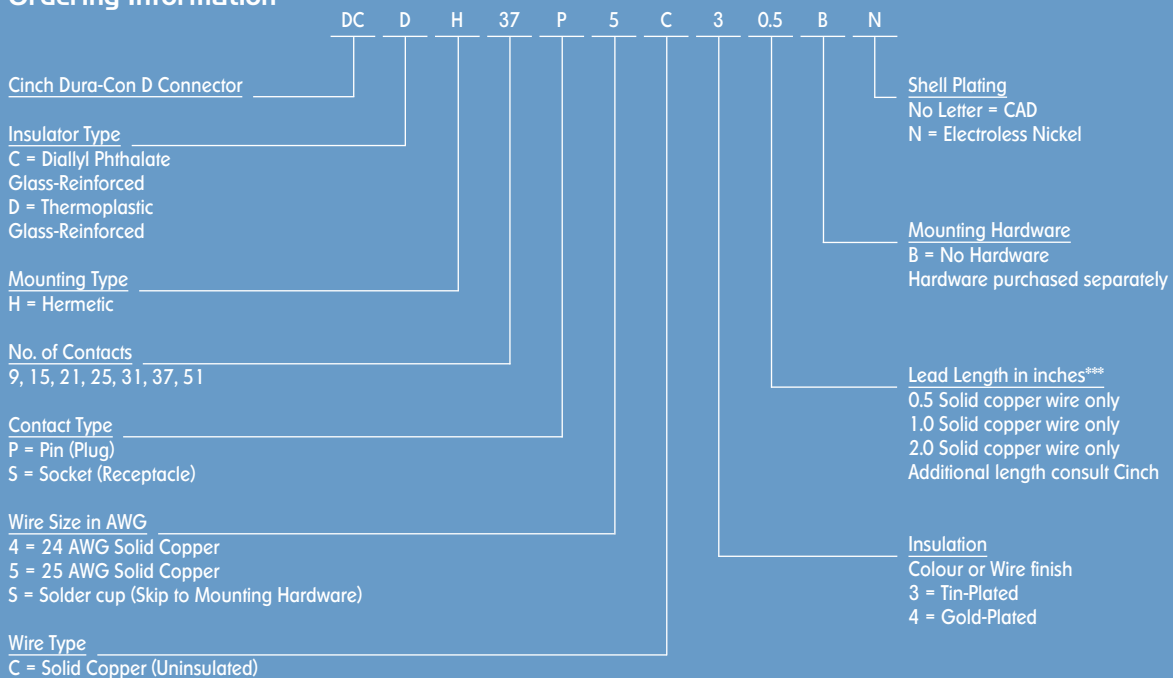 Ordering Information
DC D H 37 P 5 C 3 0.5 B N
Cinch Dura-Con D Connector
Insulator Type
C = Diallyl Phthalate
Glass-Reinforced
D = Thermoplastic
Glass-Reinforced
Mounting Type
H = Hermetic
No. of Contacts
9, 15, 21, 25, 31, 37, 51
Contact Type
P = Pin (Plug)
S = Socket (Receptacle)
Wire Size in AWG
4 = 24 AWG Solid Copper
5 = 25 AWG Solid Copper
S = Solder cup (Skip to Mounting Hardware)
Wire Type
C = Solid Copper (Uninsulated)
Shell Plating
No Letter = CAD
N = Electroless Nickel
Mounting Hardware
B = No Hardware
Hardware purchased separately
Lead Length in inches***
0.5 Solid copper wire only
1.0 Solid copper wire only
2.0 Solid copper wire only
Additional length consult Cinch
Insulation
Colour or Wire finish
3 = Tin-Plated
4 = Gold-Plated